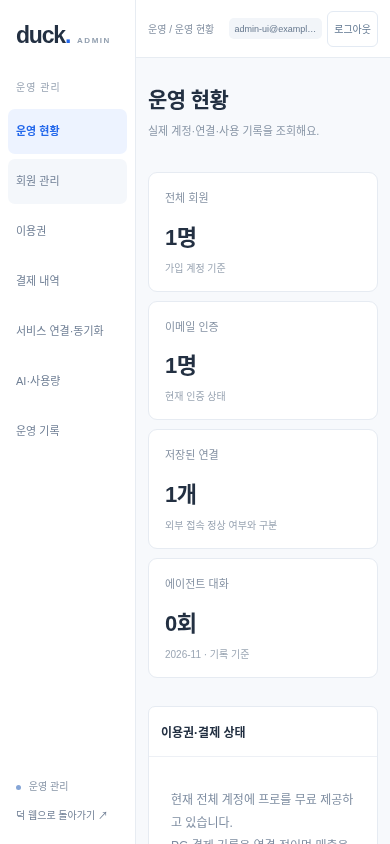 duck. ADMIN
운영 관리
운영 현황
회원 관리
이용권
결제 내역
서비스 연결·동기화
AI·사용량
운영 기록
운영 관리
덕 웹으로 돌아가기 ↗
운영 / 운영 현황
admin-ui@exampl...
로그아웃
운영 현황
실제 계정·연결·사용 기록을 조회해요.
전체 회원
1명
가입 계정 기준
이메일 인증
1명
현재 인증 상태
저장된 연결
1개
외부 접속 정상 여부와 구분
에이전트 대화
0회
2026-11 · 기록 기준
이용권·결제 상태
현재 전체 계정에 프로를 무료 제공하
고 있습니다.